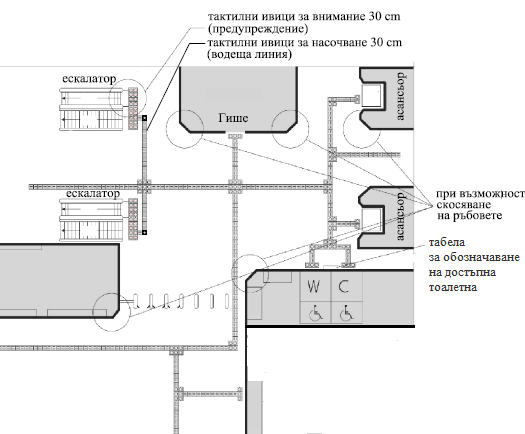 тактилни ивици за внимание 30 cm
(предупреждение)
тактилни ивици за насочване 30 cm
(водеща линия)
ескалатор
Гише
асансьор
ескалатор
асансьор
при възможност
скосяване
на ръбовете
табела
за обозначаване
на достъпна
тоалетна
W C